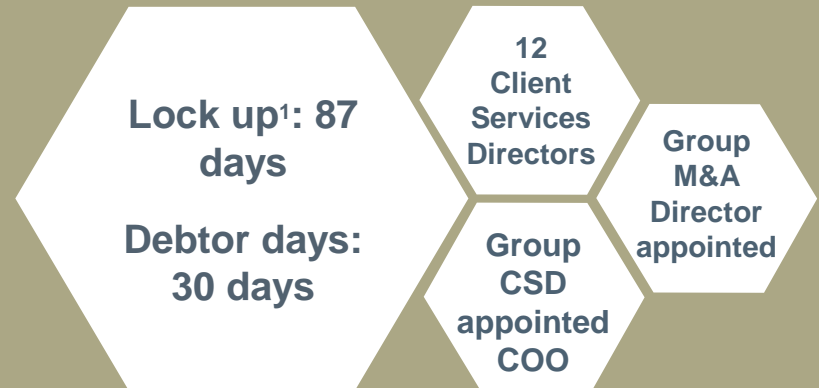 Lock up¹: 87
days
Debtor days:
30 days
12
Client
Services
Directors
Group
M&A
Director
appointed
Group
CSD
appointed
COO